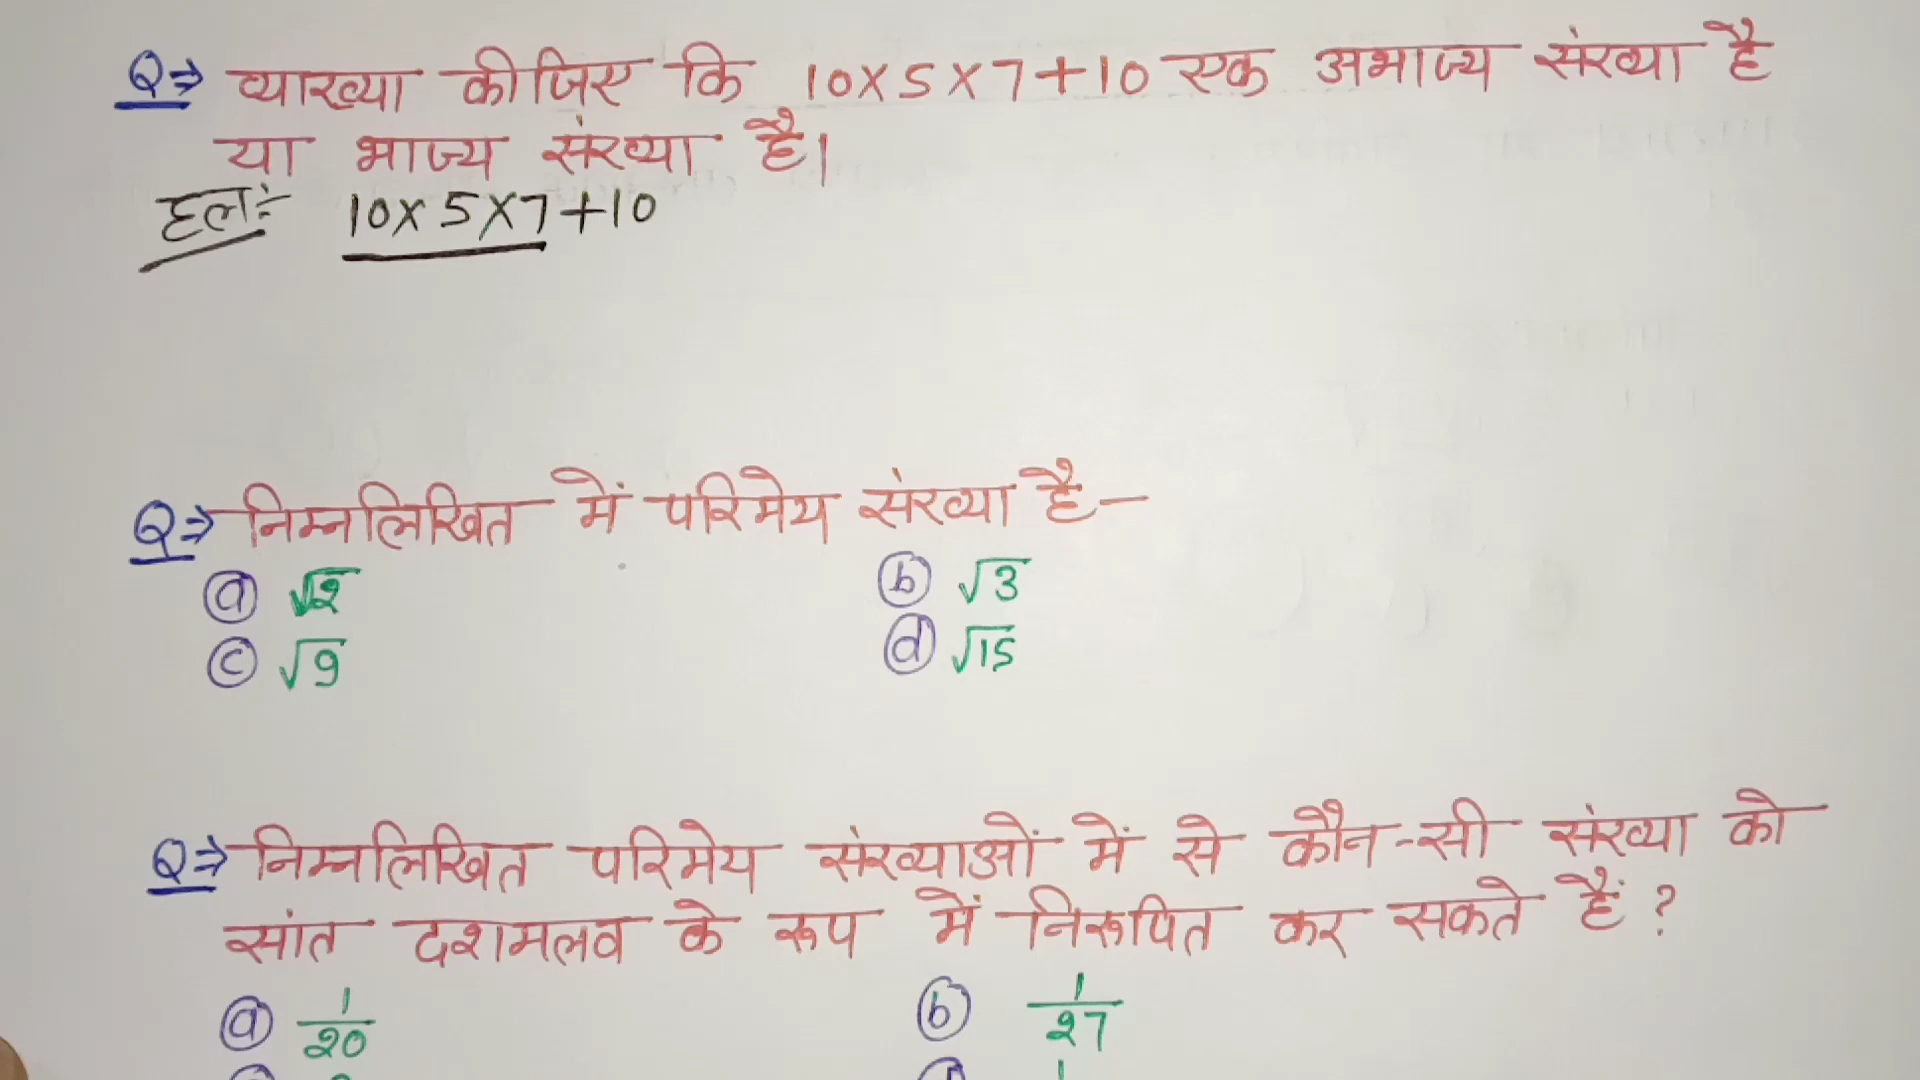 Q⇒ व्याख्या कीजिए कि 10×5×7+10 एक अभाज्य संख्या है
या भाज्य संख्या है।
हलः- 10×5×7+10
Q⇒ निम्नलिखित में परिमेय संख्या है-
ⓐ √2 ⓑ √3
ⓒ √9 ⓓ √15
Q⇒ निम्नलिखित परिमेय संख्याओं में से कौन-सी संख्या को
सांत दशमलव के रूप में निरूपित कर सकते हैं?
ⓐ 1/20 ⓑ 1/27